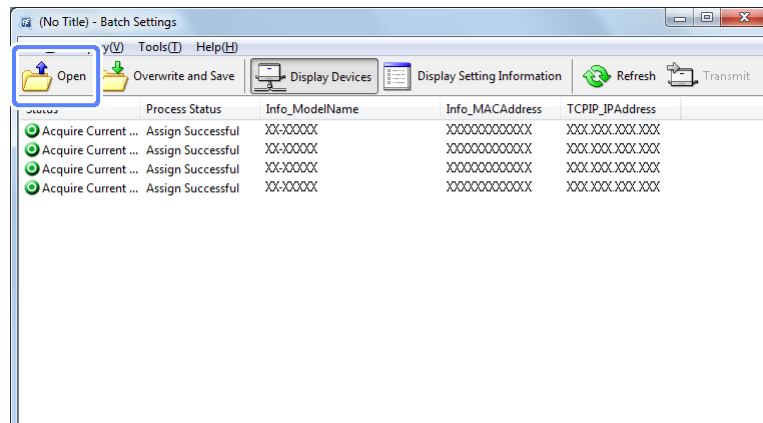 (No Title) - Batch Settings
y(V) Tools(T) Help(H)
Open Overwrite and Save Display Devices Display Setting Information Refresh Transmit
Status Process Status Info_ModelName Info_MACAddress TCPIP_IPAddress
Acquire Current ... Assign Successful XX-XXXXX XXXXXXXXXXXX XXX.XXX.XXX.XXX
Acquire Current ... Assign Successful XX-XXXXX XXXXXXXXXXXX XXX.XXX.XXX.XXX
Acquire Current ... Assign Successful XX-XXXXX XXXXXXXXXXXX XXX.XXX.XXX.XXX
Acquire Current ... Assign Successful XX-XXXXX XXXXXXXXXXXX XXX.XXX.XXX.XXX